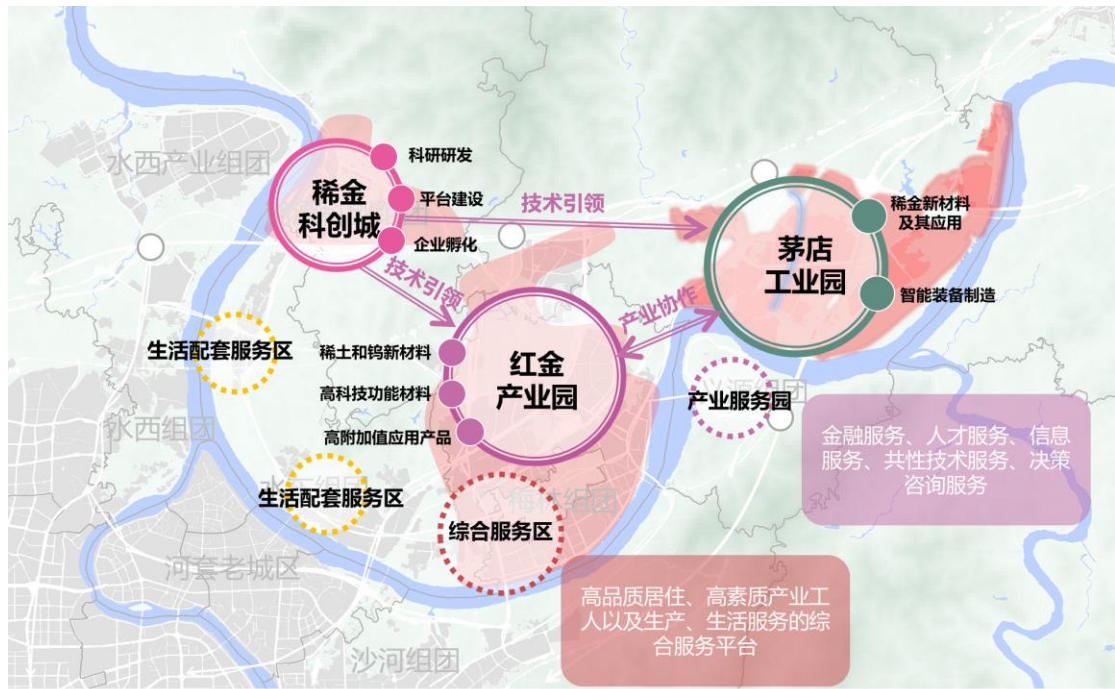 水西产业组团
科研研发
稀金
科创城
平台建设
企业孵化
技术引领
技术引领
稀金新材料
及其应用
茅店
工业园
智能装备制造
产业协作
生活配套服务区
稀土和钨新材料
高科技功能材料
高附加值应用产品
红金
产业园
义源组团
产业服务园
水西组团
金融服务、人才服务、信息
服务、共性技术服务、决策
咨询服务
生活配套服务区
梅林组团
综合服务区
河套老城区
高品质居住、高素质产业工
人以及生产、生活服务的综
合服务平台
沙河组团